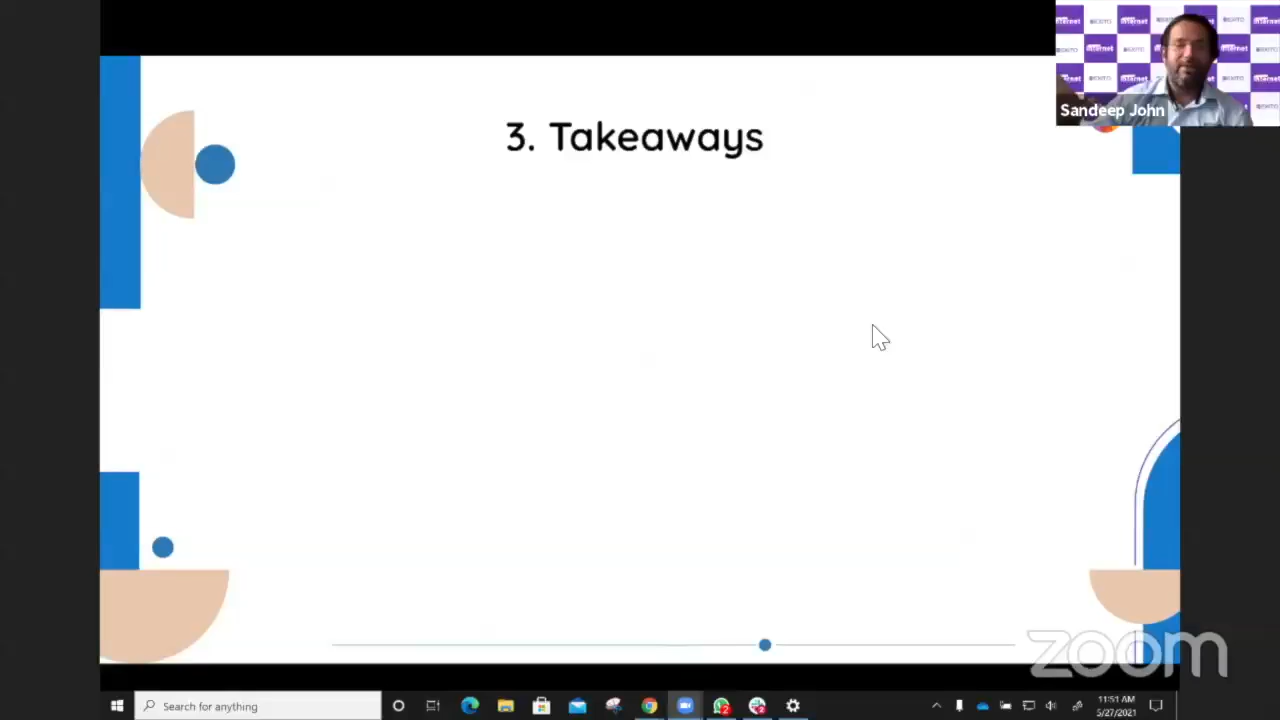 3. Takeaways
Sandeep John
zoom
Search for anything
11:51 AM
5/27/2021